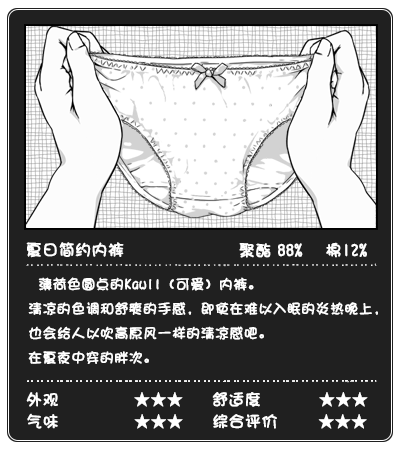 夏日简约内裤 聚酯 88% 棉12%
薄荷色圆点的Kawii（可爱）内裤。
清凉的色调和舒爽的手感，即使在难以入眠的炎热晚上，
也会给人以吹高原风一样的清凉感吧。
在夏夜中穿的胖次。
外观 ★★★ 舒适度 ★★★
气味 ★★★ 综合评价 ★★★